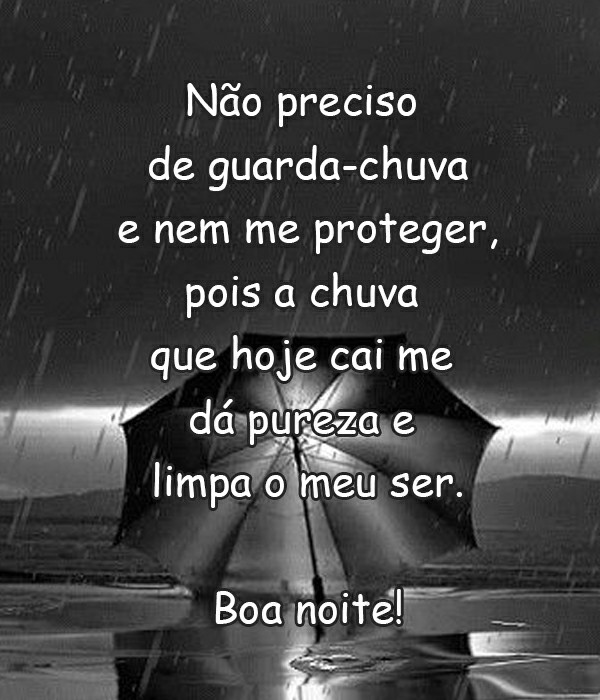 Não preciso
de guarda-chuva
e nem me proteger,
pois a chuva
que hoje cai me
dá pureza e
limpa o meu ser.
Boa noite!